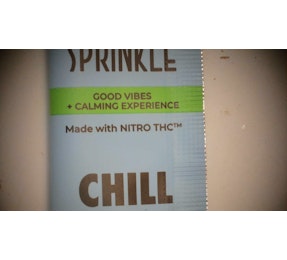 SPRINKLE
GOOD VIBES
+ CALMING EXPERIENCE
Made with NITRO THC™
CHILL